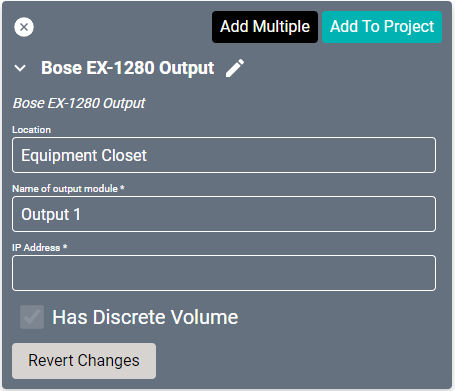 Add Multiple Add To Project
Bose EX-1280 Output
Bose EX-1280 Output
Location
Equipment Closet
Name of output module *
Output 1
IP Address *
Has Discrete Volume
Revert Changes